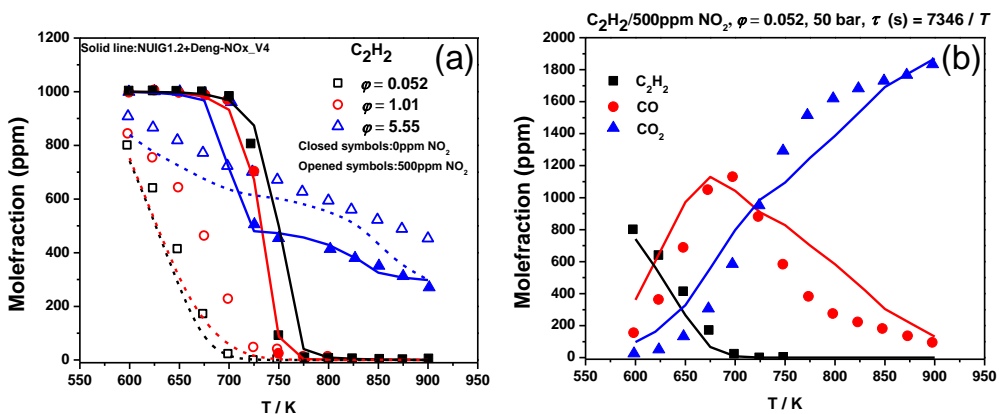 Solid line:NUIG1.2+Deng-NOx_V4
(a)
C₂H₂
φ = 0.052
φ = 1.01
φ = 5.55
Closed symbols:0ppm NO₂
Opened symbols:500ppm NO₂
Molefraction (ppm)
1200
1000
800
600
400
200
0
550 600 650 700 750 800 850 900 950
T / K
C₂H₂/500ppm NO₂, φ = 0.052, 50 bar, τ (s) = 7346 / T
(b)
C₂H₂
CO
CO₂
Molefraction (ppm)
2000
1800
1600
1400
1200
1000
800
600
400
200
0
550 600 650 700 750 800 850 900 950
T / K